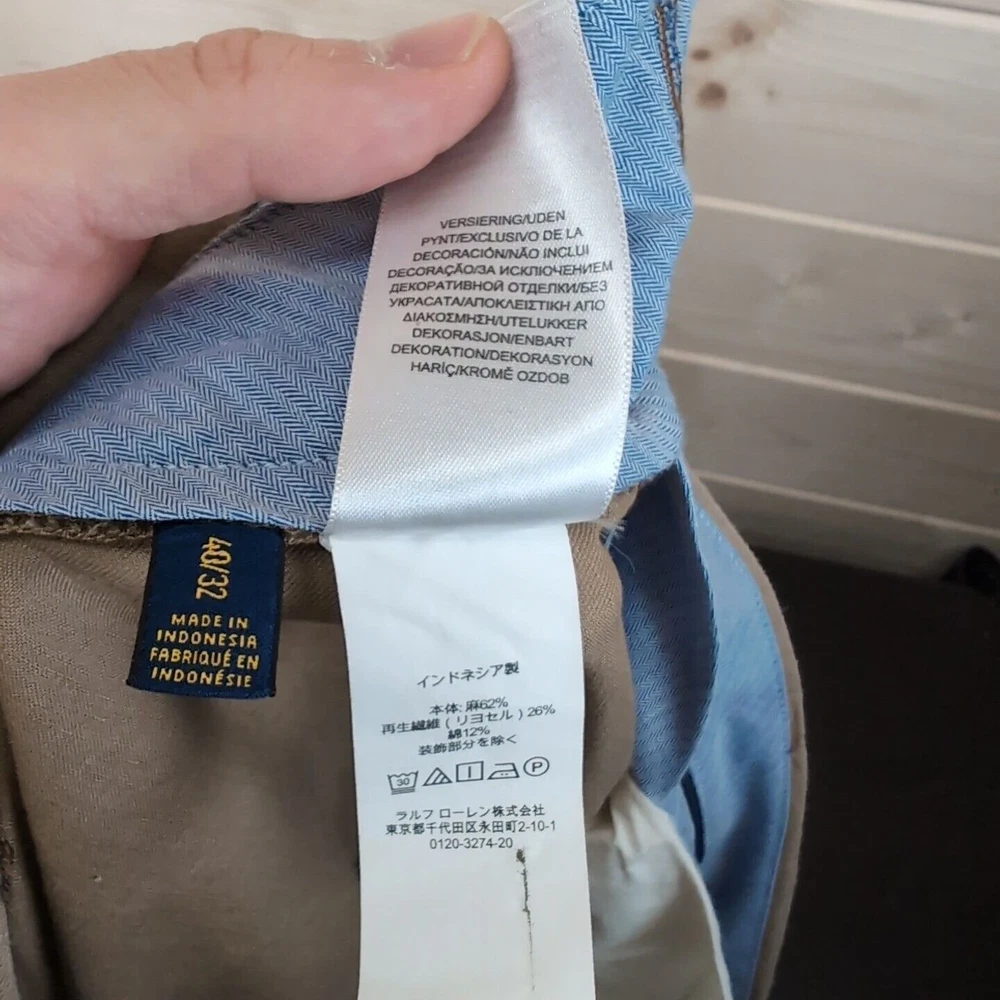 VERSIERING/UDEN
PYNT/EXCLUSIVO DE LA
DECORACIÓN/NÃO INCLUI
DECORAÇÃO/ЗА ИСКЛЮЧЕНИЕМ
ДЕКОРАТИВНОЙ ОТДЕЛКИ/БЕЗ
УКРАСАТА/ΑΠΟΚΛΕΙΣΤΙΚΗ ΑΠΟ
ΔΙΑΚΟΣΜΗΣΗ/UTELUKKER
DEKORASJON/ENBART
DEKORATION/DEKORASYON
HARİÇ/KROMĚ OZDOB
40/32
MADE IN
INDONESIA
FABRIQUÉ EN
INDONÉSIE
インドネシア製
本体: 麻62%
再生繊維 ( リヨセル ) 26%
綿12%
装飾部分を除く
30 P
ラルフ ローレン株式会社
東京都千代田区永田町2-10-1
0120-3274-20